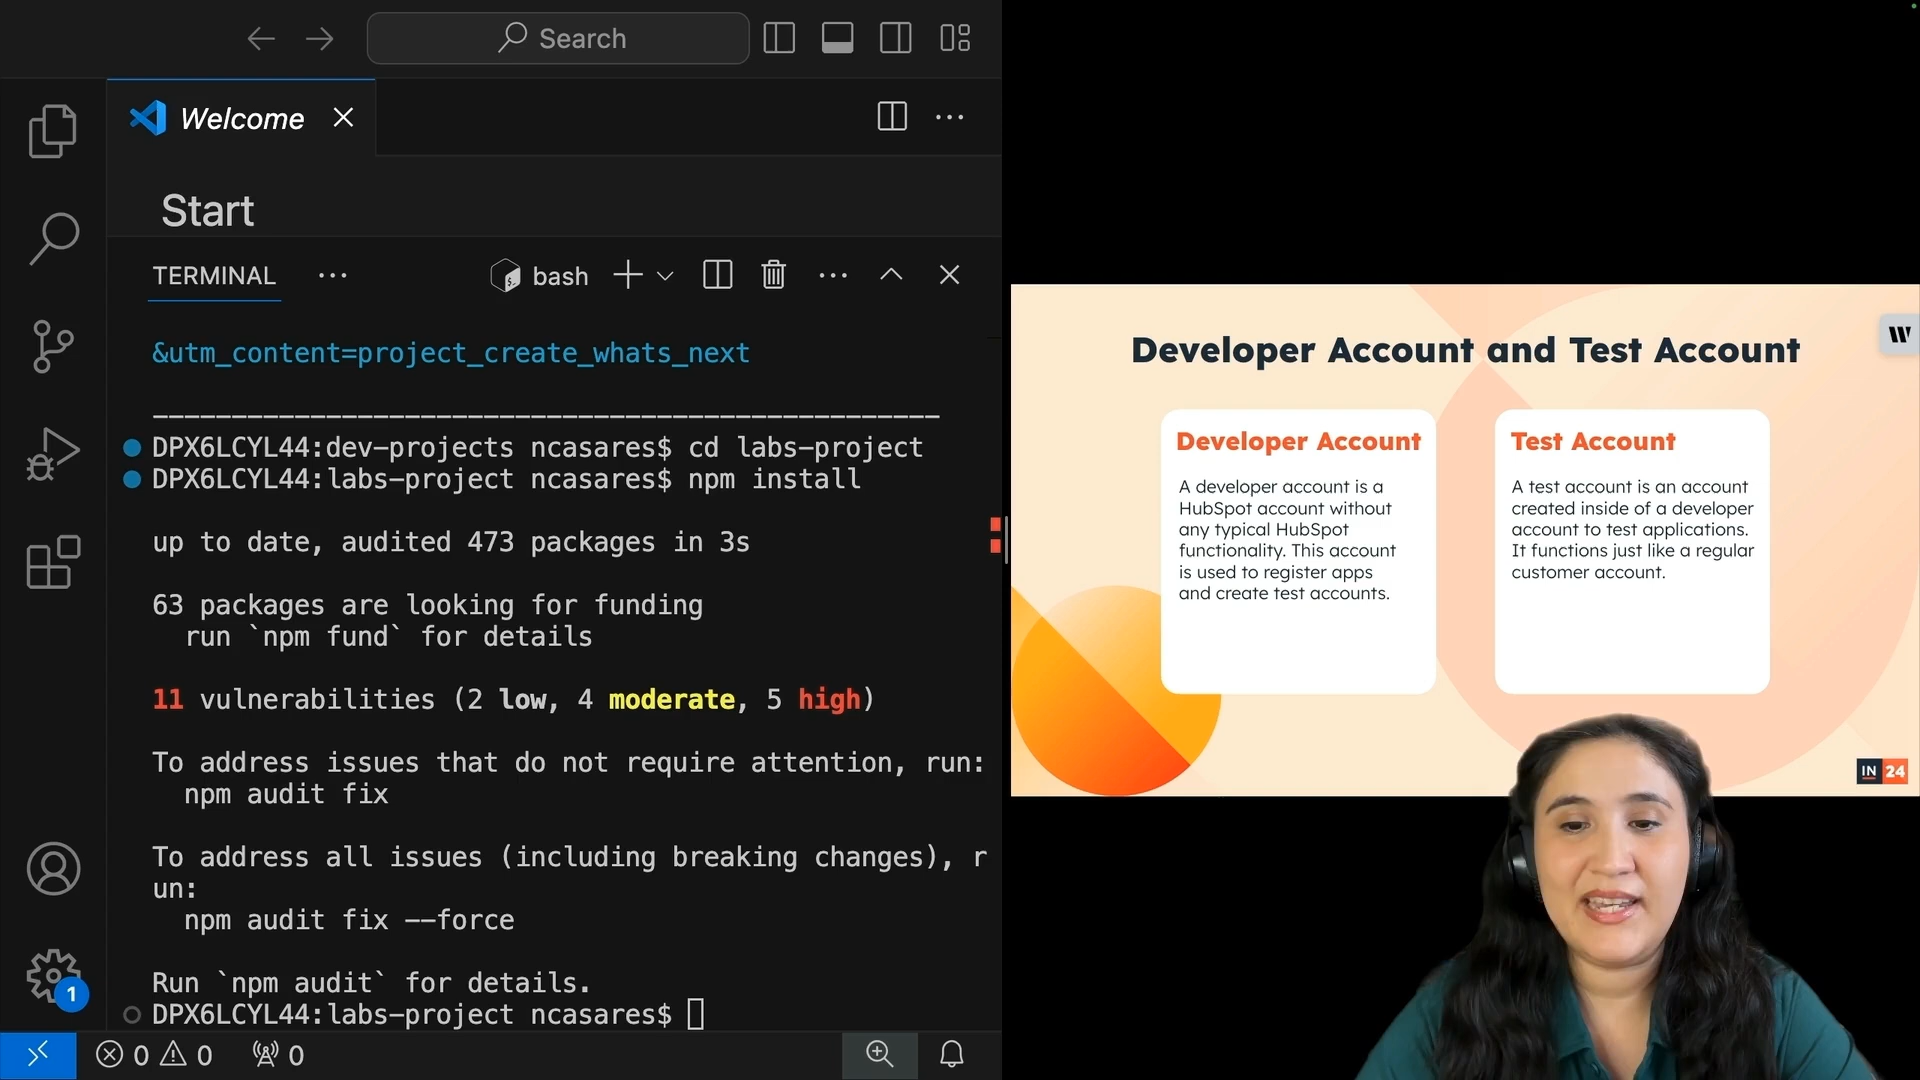 Search
Welcome
Start
TERMINAL
bash
&utm_content=project_create_whats_next
__________________________________________________
DPX6LCYL44:dev-projects ncasares$ cd labs-project
DPX6LCYL44:labs-project ncasares$ npm install
up to date, audited 473 packages in 3s
63 packages are looking for funding
run `npm fund` for details
11 vulnerabilities (2 low, 4 moderate, 5 high)
To address issues that do not require attention, run:
npm audit fix
To address all issues (including breaking changes), r
un:
npm audit fix --force
Run `npm audit` for details.
DPX6LCYL44:labs-project ncasares$
1
0 0 0
Developer Account and Test Account
W
Developer Account
A developer account is a
HubSpot account without
any typical HubSpot
functionality. This account
is used to register apps
and create test accounts.
Test Account
A test account is an account
created inside of a developer
account to test applications.
It functions just like a regular
customer account.
IN 24